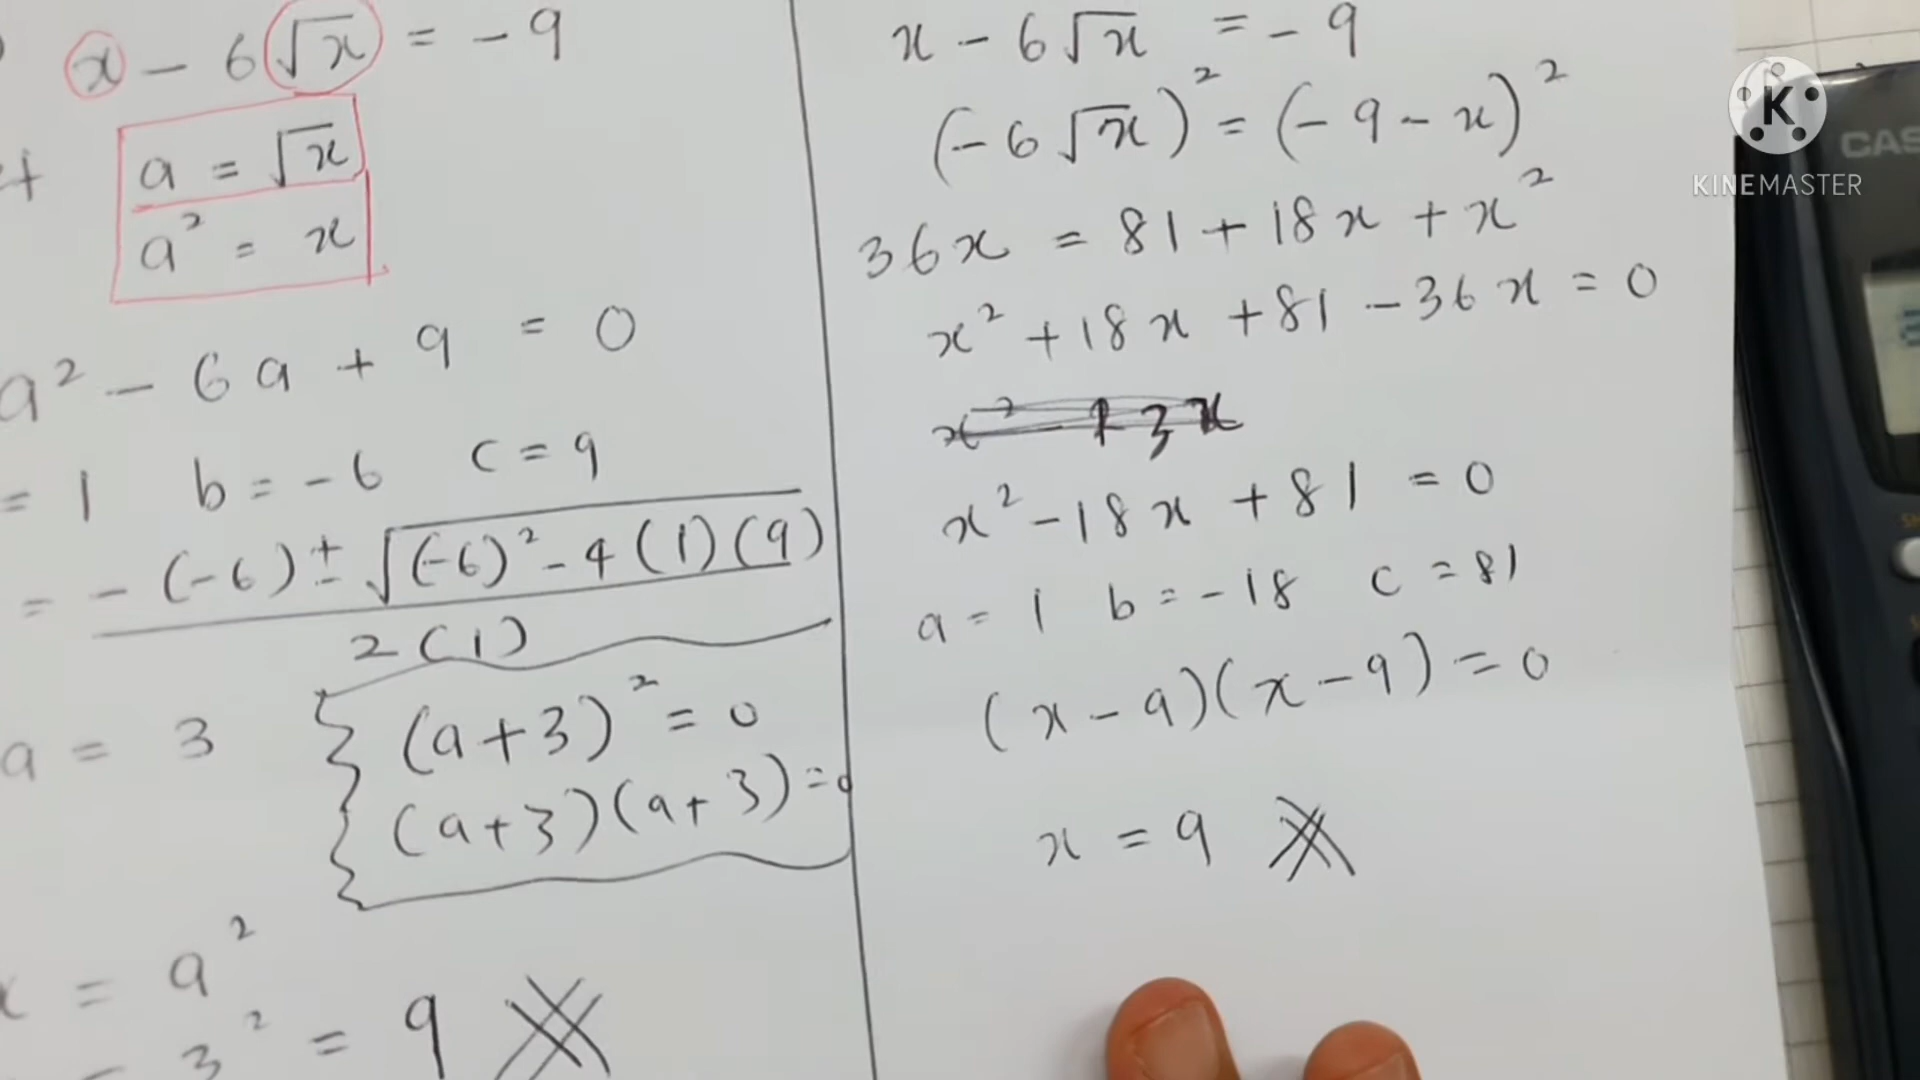 x - 6√x = -9
a = √x
a² = x
a² - 6a + 9 = 0
= 1 b = -6 c = 9
= -(-6) ± √(-6)² - 4(1)(9)
2(1)
a = 3
(a+3)² = 0
(a+3)(a+3) = 0
x = a²
3² = 9
x - 6√x = -9
(-6√x)² = (-9 - x)²
36x = 81 + 18x + x²
x² + 18x + 81 - 36x = 0
x² - 18x + 81 = 0
a = 1 b = -18 c = 81
(x - 9)(x - 9) = 0
x = 9
K
KINEMASTER
CAS